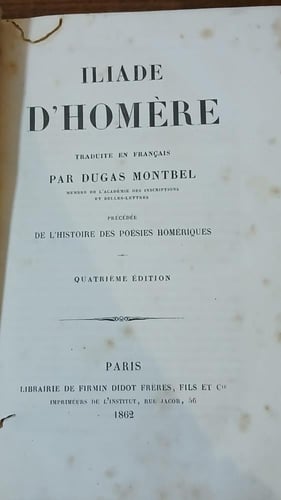 ILIADE
D'HOMÈRE
TRADUITE EN FRANÇAIS
PAR DUGAS MONTBEL
MEMBRE DE L'ACADÉMIE DES INSCRIPTIONS
ET BELLES-LETTRES
PRÉCÉDÉE
DE L'HISTOIRE DES POÉSIES HOMÉRIQUES
QUATRIÈME ÉDITION
PARIS
LIBRAIRIE DE FIRMIN DIDOT FRÈRES, FILS ET Cie
IMPRIMEURS DE L'INSTITUT, RUE JACOB, 56
1862